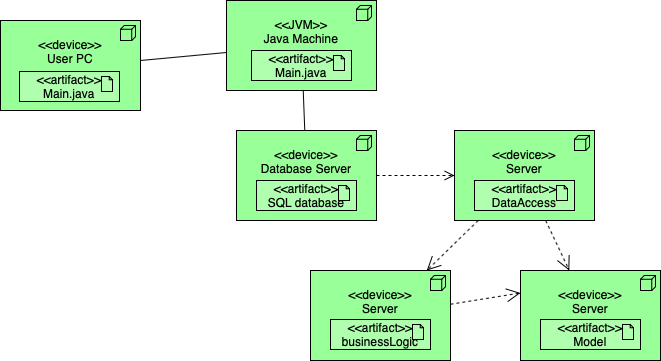 <<JVM>>
Java Machine
<<artifact>>
Main.java
<<device>>
User PC
<<artifact>>
Main.java
<<device>>
Database Server
<<artifact>>
SQL database
<<device>>
Server
<<artifact>>
DataAccess
<<device>>
Server
<<artifact>>
businessLogic
<<device>>
Server
<<artifact>>
Model